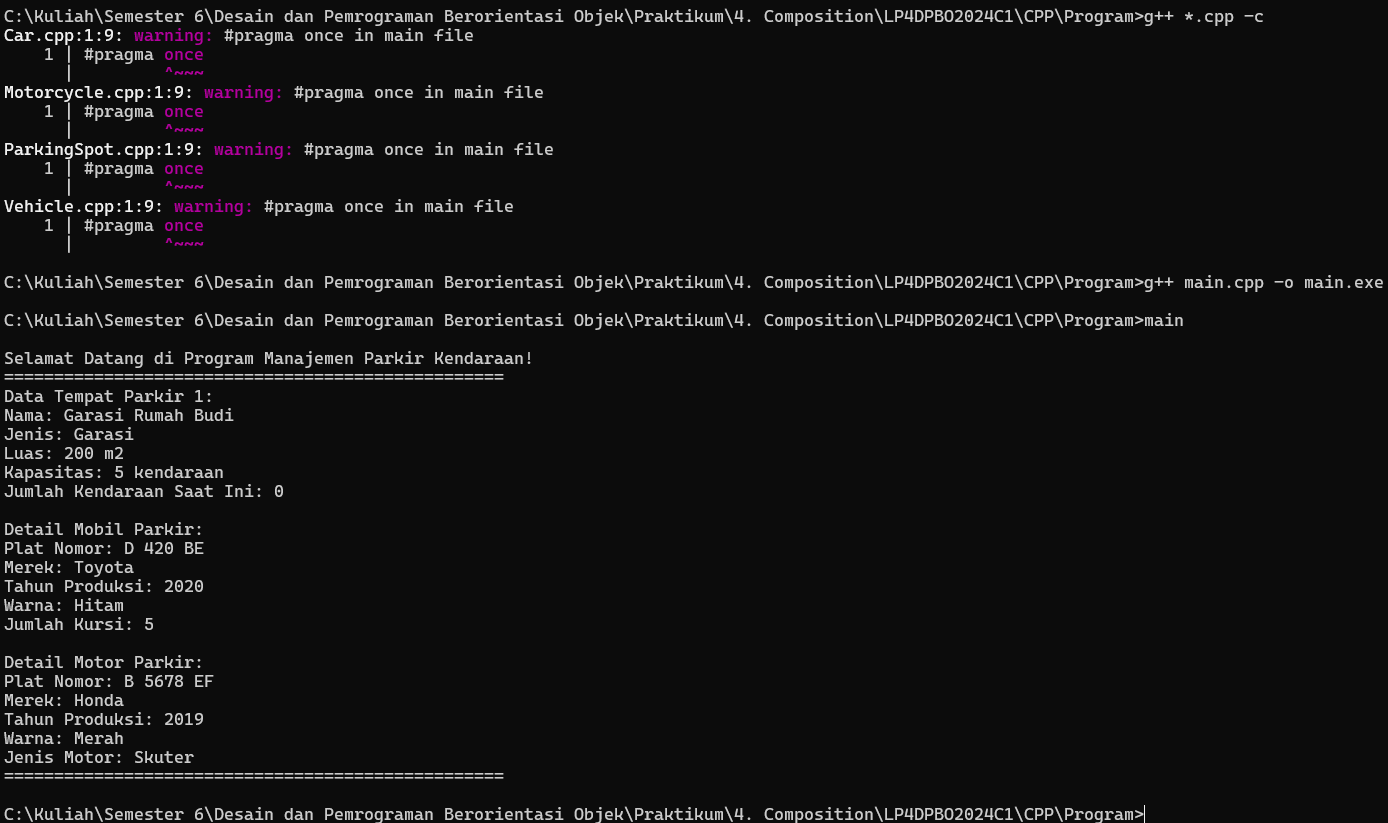 C:\Kuliah\Semester 6\Desain dan Pemrograman Berorientasi Objek\Praktikum\4. Composition\LP4DPBO2024C1\CPP\Program>g++ *.cpp -c
Car.cpp:1:9: warning: #pragma once in main file
    1 | #pragma once
      |         ^~~~
Motorcycle.cpp:1:9: warning: #pragma once in main file
    1 | #pragma once
      |         ^~~~
ParkingSpot.cpp:1:9: warning: #pragma once in main file
    1 | #pragma once
      |         ^~~~
Vehicle.cpp:1:9: warning: #pragma once in main file
    1 | #pragma once
      |         ^~~~
C:\Kuliah\Semester 6\Desain dan Pemrograman Berorientasi Objek\Praktikum\4. Composition\LP4DPBO2024C1\CPP\Program>g++ main.cpp -o main.exe
C:\Kuliah\Semester 6\Desain dan Pemrograman Berorientasi Objek\Praktikum\4. Composition\LP4DPBO2024C1\CPP\Program>main
Selamat Datang di Program Manajemen Parkir Kendaraan!
==================================================
Data Tempat Parkir 1:
Nama: Garasi Rumah Budi
Jenis: Garasi
Luas: 200 m2
Kapasitas: 5 kendaraan
Jumlah Kendaraan Saat Ini: 0
Detail Mobil Parkir:
Plat Nomor: D 420 BE
Merek: Toyota
Tahun Produksi: 2020
Warna: Hitam
Jumlah Kursi: 5
Detail Motor Parkir:
Plat Nomor: B 5678 EF
Merek: Honda
Tahun Produksi: 2019
Warna: Merah
Jenis Motor: Skuter
==================================================
C:\Kuliah\Semester 6\Desain dan Pemrograman Berorientasi Objek\Praktikum\4. Composition\LP4DPBO2024C1\CPP\Program>